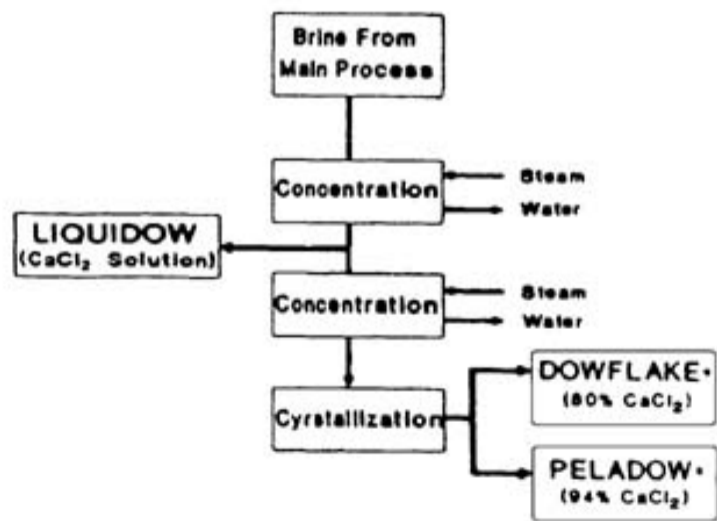 Brine From
Main Process
Concentration
Steam
Water
LIQUIDOW
(CaCl₂ Solution)
Concentration
Steam
Water
Cyrstallization
DOWFLAKE*
(80% CaCl₂)
PELADOW*
(94% CaCl₂)